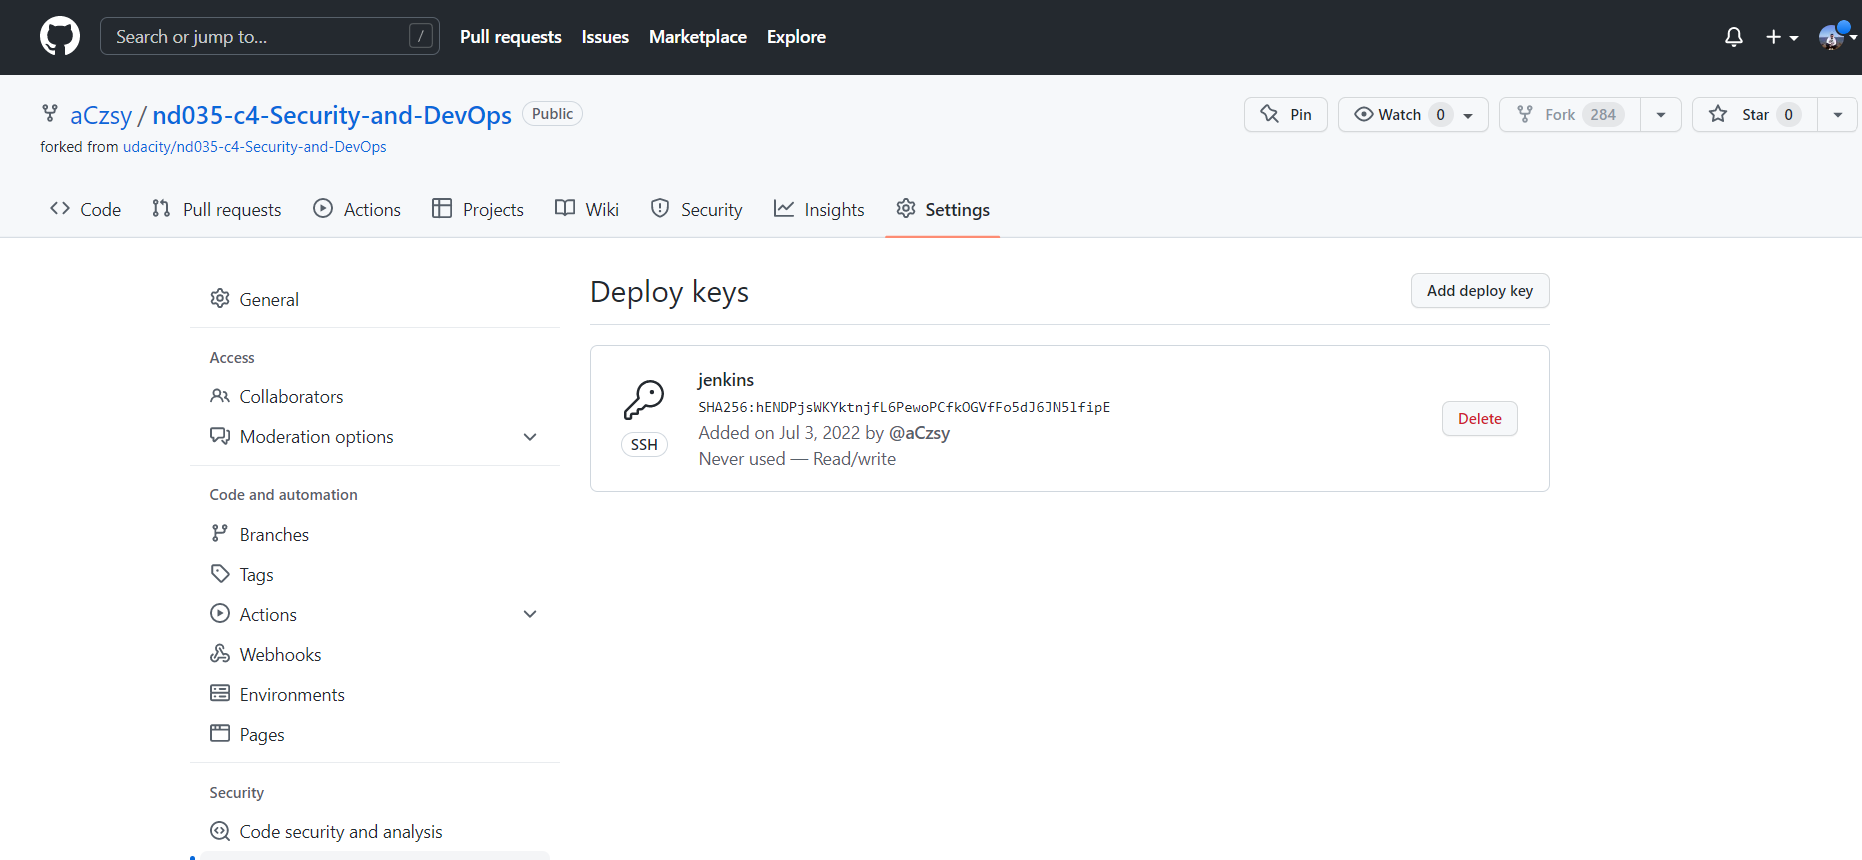 Search or jump to... /
Pull requests Issues Marketplace Explore
aCzsy / nd035-c4-Security-and-DevOps Public
Pin Watch 0 Fork 284 Star 0
forked from udacity/nd035-c4-Security-and-DevOps
Code Pull requests Actions Projects Wiki Security Insights Settings
General
Access
Collaborators
Moderation options
Code and automation
Branches
Tags
Actions
Webhooks
Environments
Pages
Security
Code security and analysis
Deploy keys
Add deploy key
jenkins
SHA256:hENDPjsWKYktnjfL6PewoPCfkOGVfFo5dJ6JN5lfipE
SSH
Added on Jul 3, 2022 by @aCzsy
Never used — Read/write
Delete